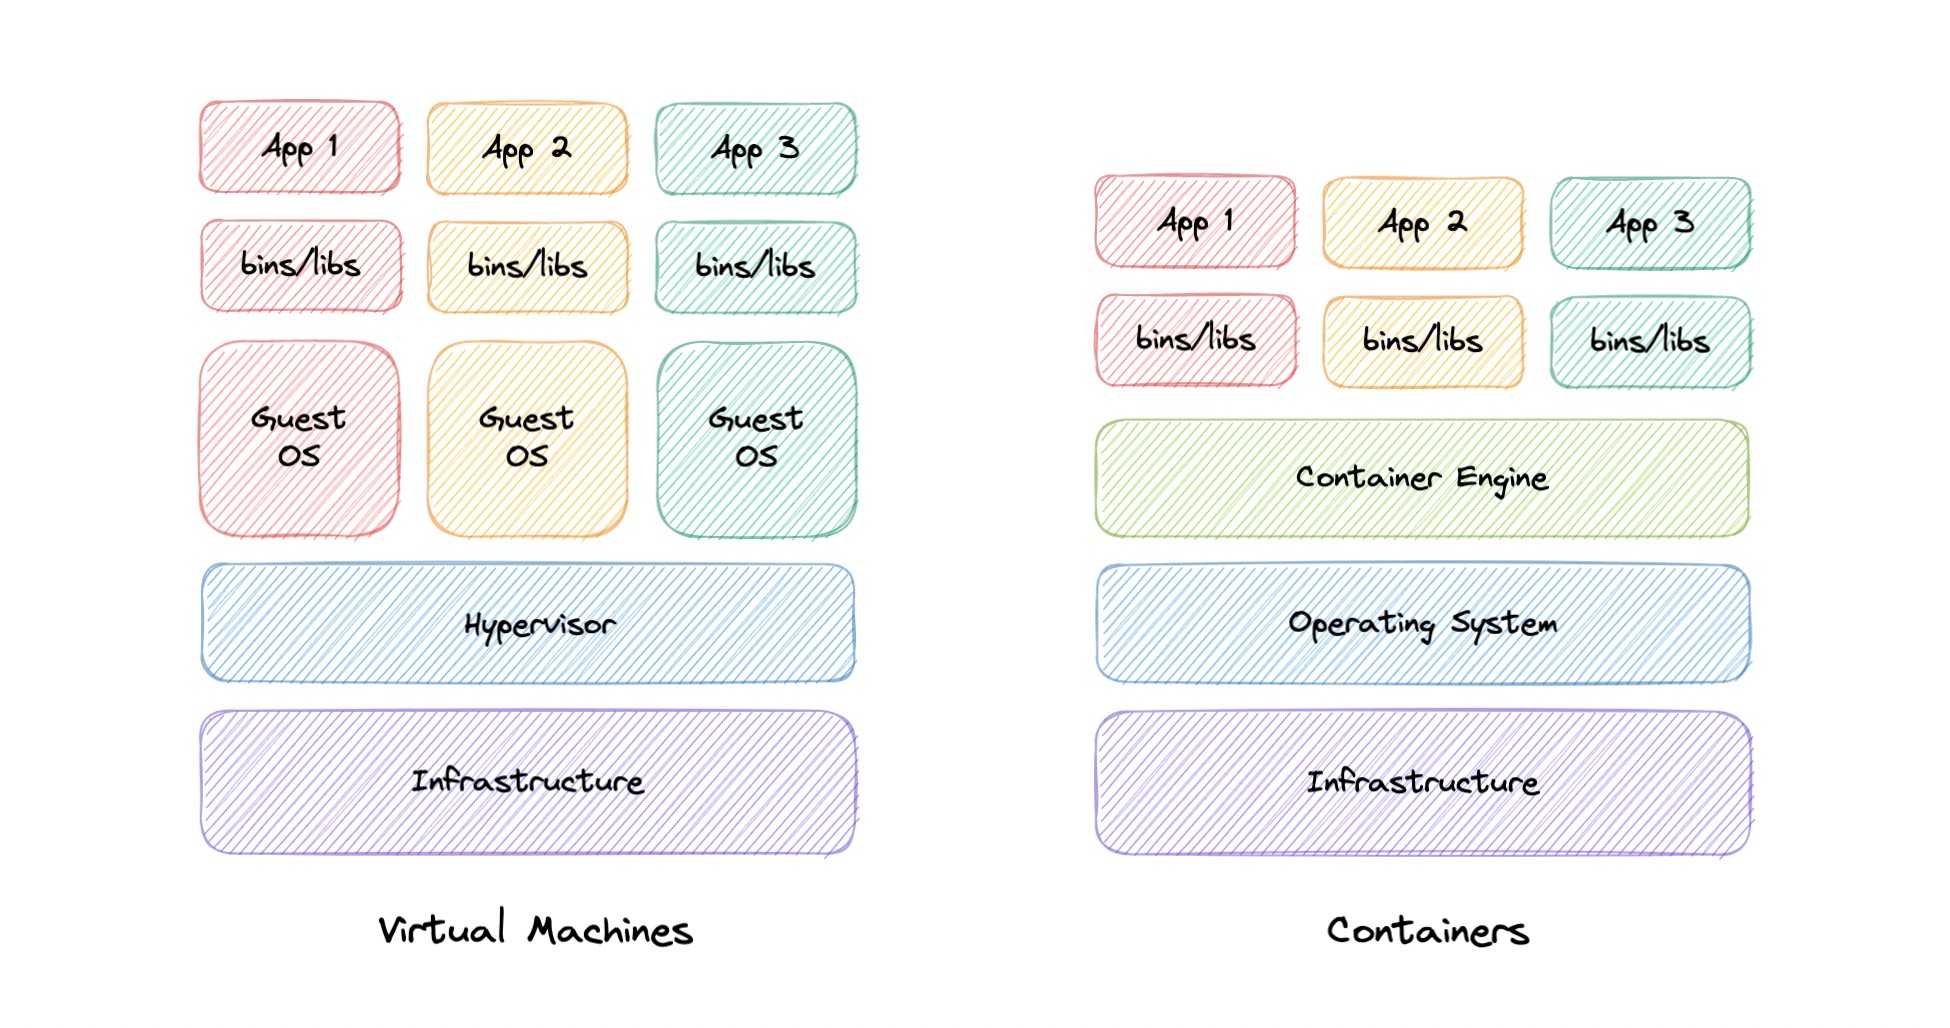 App 1
App 2
App 3
bins/libs
bins/libs
bins/libs
Guest
OS
Guest
OS
Guest
OS
Hypervisor
Infrastructure
Virtual Machines
App 1
App 2
App 3
bins/libs
bins/libs
bins/libs
Container Engine
Operating System
Infrastructure
Containers